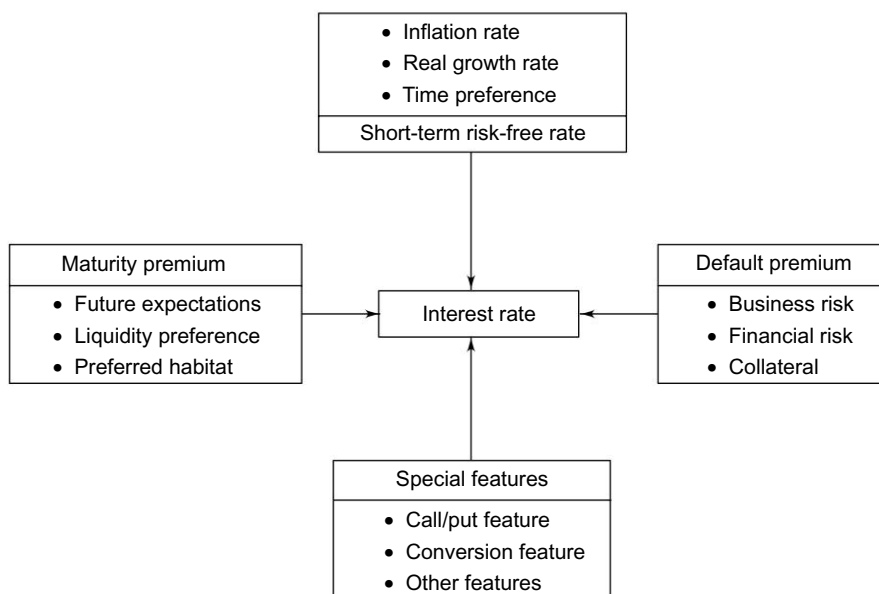 • Inflation rate
• Real growth rate
• Time preference
Short-term risk-free rate
Maturity premium
• Future expectations
• Liquidity preference
• Preferred habitat
Interest rate
Default premium
• Business risk
• Financial risk
• Collateral
Special features
• Call/put feature
• Conversion feature
• Other features